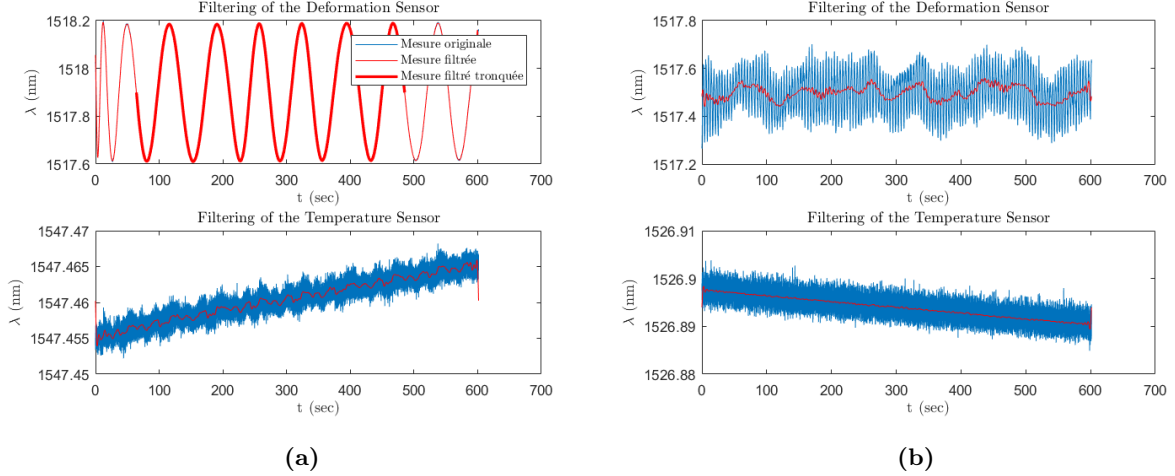 Filtering of the Deformation Sensor
1518.2
1518
1517.8
1517.6
λ (nm)
Mesure originale
Mesure filtrée
Mesure filtré tronquée
0 100 200 300 400 500 600 700
t (sec)
Filtering of the Temperature Sensor
1547.47
1547.465
1547.46
1547.455
1547.45
λ (nm)
0 100 200 300 400 500 600 700
t (sec)
(a)
Filtering of the Deformation Sensor
1517.8
1517.6
1517.4
1517.2
λ (nm)
0 100 200 300 400 500 600 700
t (sec)
Filtering of the Temperature Sensor
1526.91
1526.9
1526.89
1526.88
λ (nm)
0 100 200 300 400 500 600 700
t (sec)
(b)